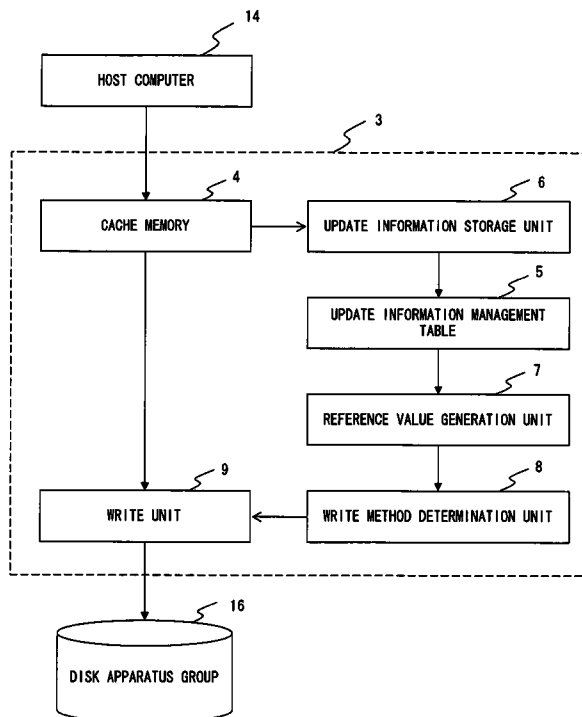 14
HOST COMPUTER
3
4
6
CACHE MEMORY
UPDATE INFORMATION STORAGE UNIT
5
UPDATE INFORMATION MANAGEMENT
TABLE
7
REFERENCE VALUE GENERATION UNIT
9
8
WRITE UNIT
WRITE METHOD DETERMINATION UNIT
16
DISK APPARATUS GROUP